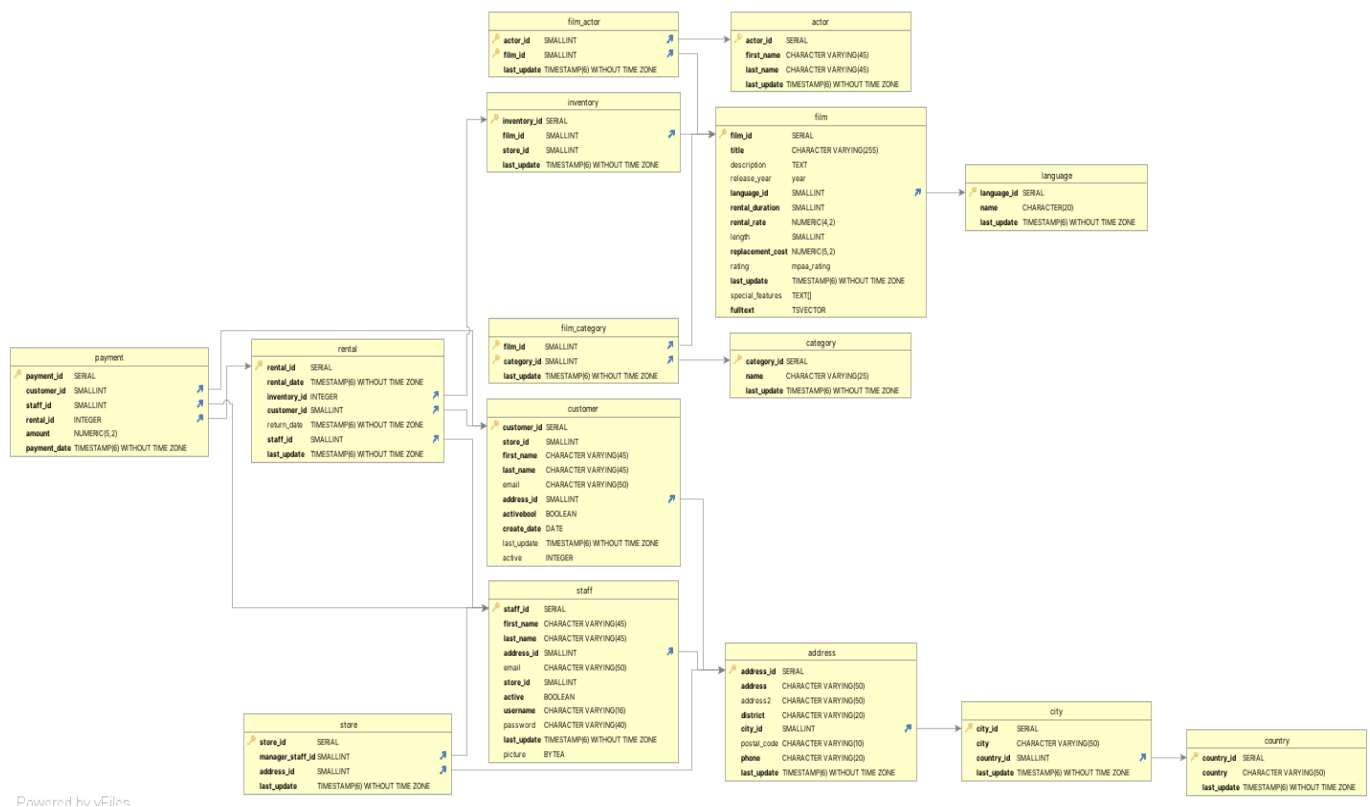 film_actor
actor_id SMALLINT
film_id SMALLINT
last_update TIMESTAMP(6) WITHOUT TIME ZONE
actor
actor_id SERIAL
first_name CHARACTER VARYING(45)
last_name CHARACTER VARYING(45)
last_update TIMESTAMP(6) WITHOUT TIME ZONE
inventory
inventory_id SERIAL
film_id SMALLINT
store_id SMALLINT
last_update TIMESTAMP(6) WITHOUT TIME ZONE
film
film_id SERIAL
title CHARACTER VARYING(255)
description TEXT
release_year year
language_id SMALLINT
rental_duration SMALLINT
rental_rate NUMERIC(4,2)
length SMALLINT
replacement_cost NUMERIC(5,2)
rating mpaa_rating
last_update TIMESTAMP(6) WITHOUT TIME ZONE
special_features TEXT[]
fulltext TSVECTOR
language
language_id SERIAL
name CHARACTER(20)
last_update TIMESTAMP(6) WITHOUT TIME ZONE
film_category
film_id SMALLINT
category_id SMALLINT
last_update TIMESTAMP(6) WITHOUT TIME ZONE
category
category_id SERIAL
name CHARACTER VARYING(25)
last_update TIMESTAMP(6) WITHOUT TIME ZONE
payment
payment_id SERIAL
customer_id SMALLINT
staff_id SMALLINT
rental_id INTEGER
amount NUMERIC(5,2)
payment_date TIMESTAMP(6) WITHOUT TIME ZONE
rental
rental_id SERIAL
rental_date TIMESTAMP(6) WITHOUT TIME ZONE
inventory_id INTEGER
customer_id SMALLINT
return_date TIMESTAMP(6) WITHOUT TIME ZONE
staff_id SMALLINT
last_update TIMESTAMP(6) WITHOUT TIME ZONE
customer
customer_id SERIAL
store_id SMALLINT
first_name CHARACTER VARYING(45)
last_name CHARACTER VARYING(45)
email CHARACTER VARYING(50)
address_id SMALLINT
activebool BOOLEAN
create_date DATE
last_update TIMESTAMP(6) WITHOUT TIME ZONE
active INTEGER
staff
staff_id SERIAL
first_name CHARACTER VARYING(45)
last_name CHARACTER VARYING(45)
address_id SMALLINT
email CHARACTER VARYING(50)
store_id SMALLINT
active BOOLEAN
username CHARACTER VARYING(16)
password CHARACTER VARYING(40)
last_update TIMESTAMP(6) WITHOUT TIME ZONE
picture BYTEA
store
store_id SERIAL
manager_staff_id SMALLINT
address_id SMALLINT
last_update TIMESTAMP(6) WITHOUT TIME ZONE
address
address_id SERIAL
address CHARACTER VARYING(50)
address2 CHARACTER VARYING(50)
district CHARACTER VARYING(20)
city_id SMALLINT
postal_code CHARACTER VARYING(10)
phone CHARACTER VARYING(20)
last_update TIMESTAMP(6) WITHOUT TIME ZONE
city
city_id SERIAL
city CHARACTER VARYING(50)
country_id SMALLINT
last_update TIMESTAMP(6) WITHOUT TIME ZONE
country
country_id SERIAL
country CHARACTER VARYING(50)
last_update TIMESTAMP(6) WITHOUT TIME ZONE
Powered by yFiles